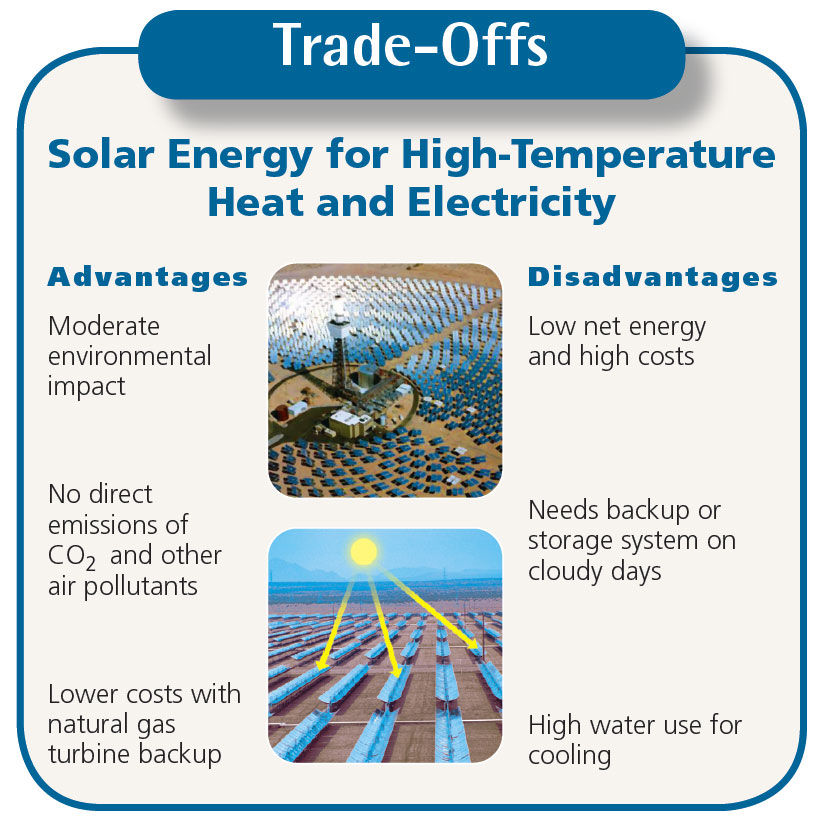 Trade-Offs
Solar Energy for High-Temperature
Heat and Electricity
Advantages
Moderate
environmental
impact
No direct
emissions of
CO₂ and other
air pollutants
Lower costs with
natural gas
turbine backup
Disadvantages
Low net energy
and high costs
Needs backup or
storage system on
cloudy days
High water use for
cooling